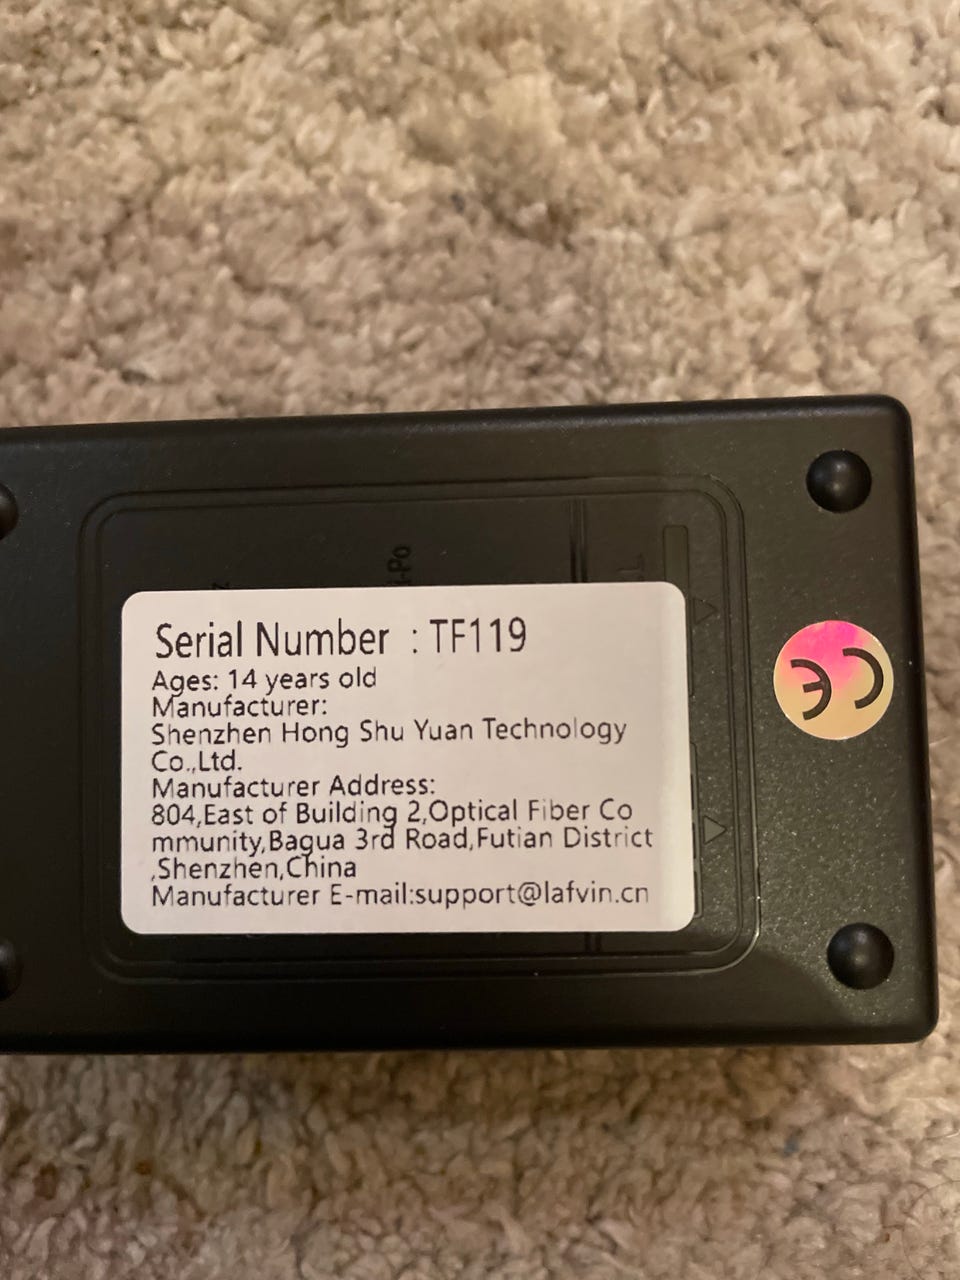 Serial Number : TF119
Ages: 14 years old
Manufacturer:
Shenzhen Hong Shu Yuan Technology
Co.,Ltd.
Manufacturer Address:
804,East of Building 2,Optical Fiber Co
mmunity,Bagua 3rd Road,Futian District
,Shenzhen,China
Manufacturer E-mail:support@lafvin.cn
CE